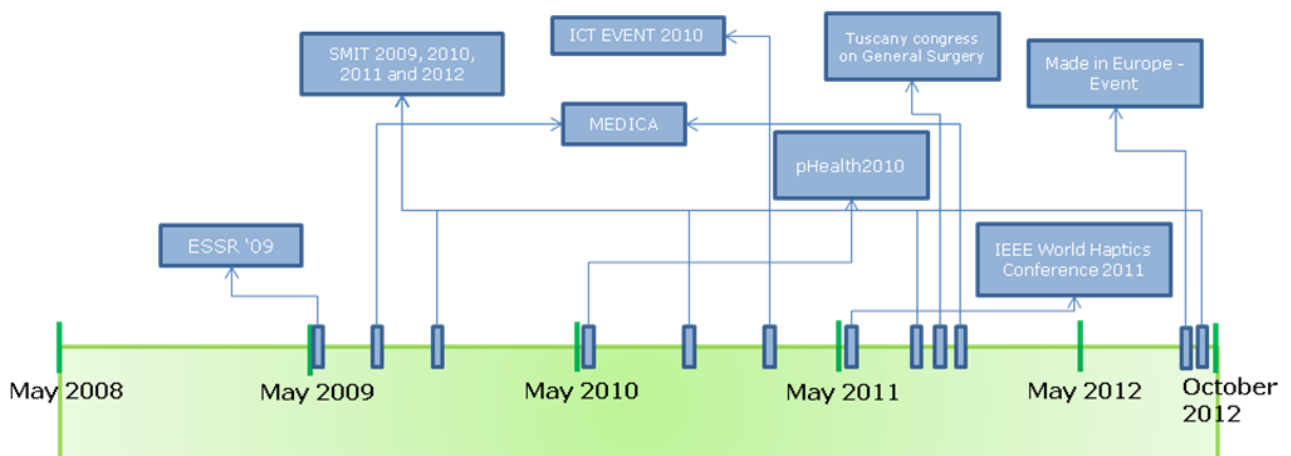 SMIT 2009, 2010,
2011 and 2012
ICT EVENT 2010
Tuscany congress
on General Surgery
Made in Europe -
Event
MEDICA
pHealth2010
ESSR ‘09
IEEE World Haptics
Conference 2011
May 2008
May 2009
May 2010
May 2011
May 2012
October
2012